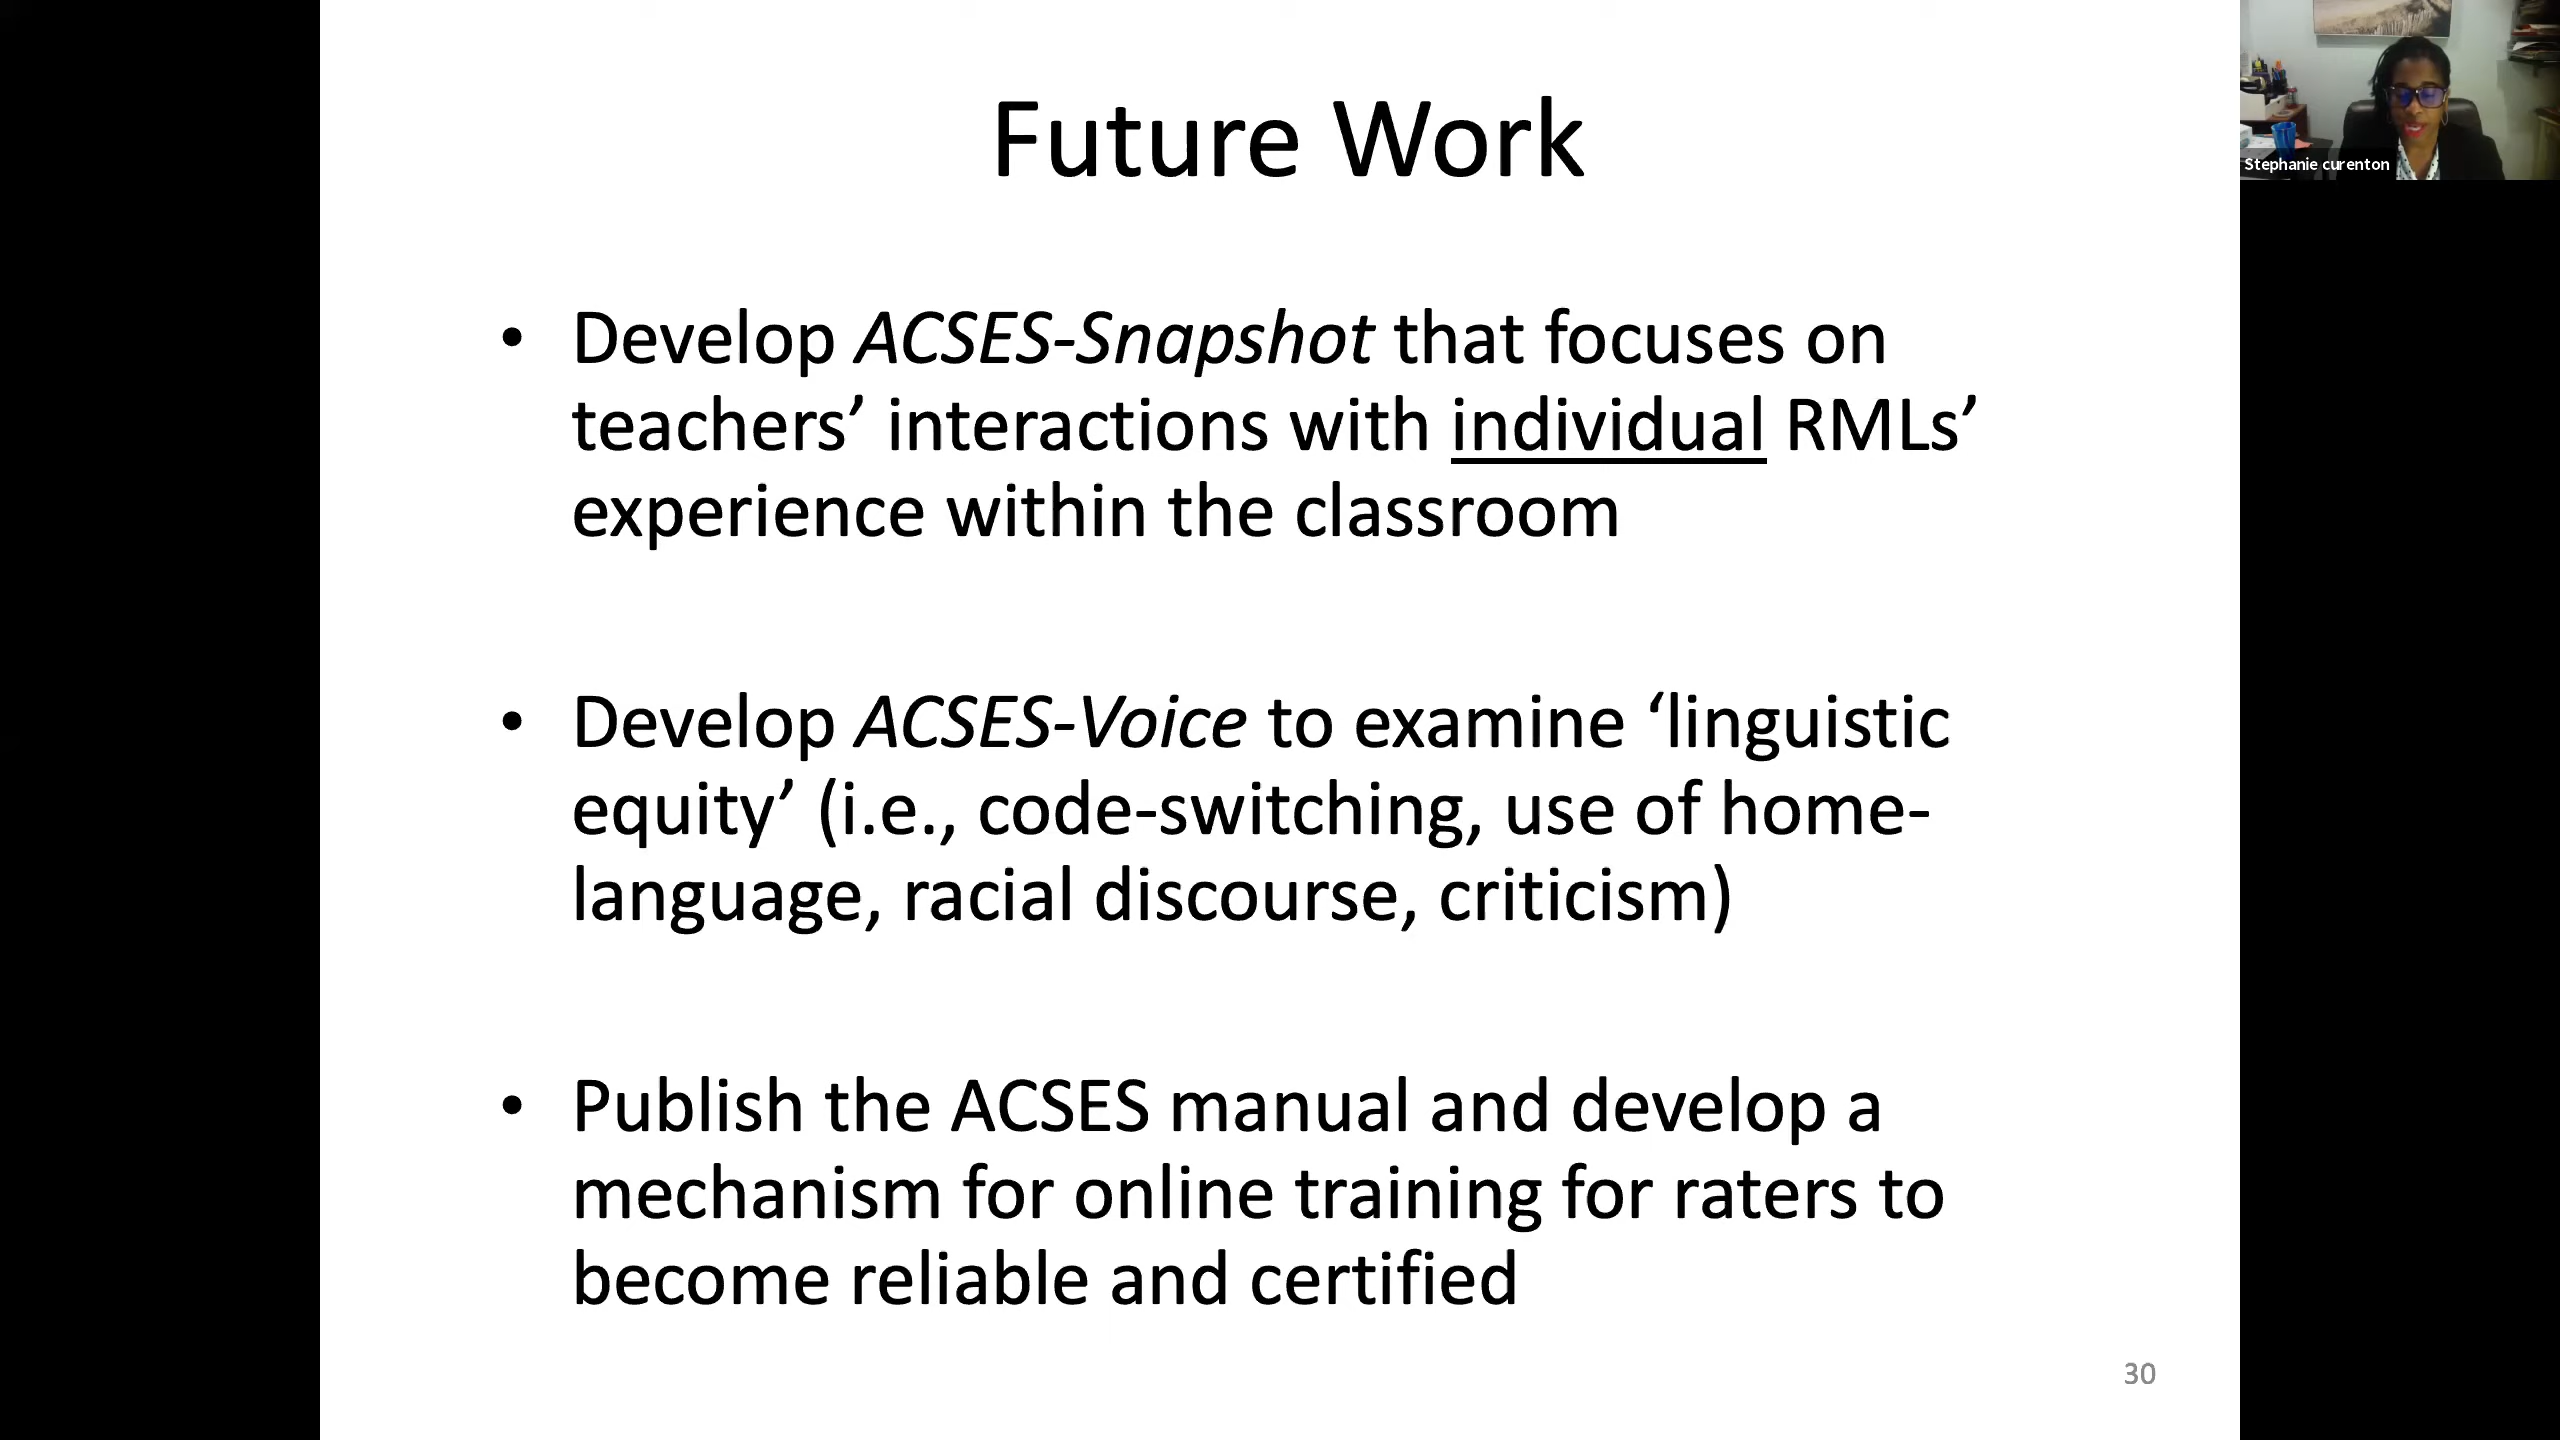 Future Work
• Develop ACSES-Snapshot that focuses on
teachers’ interactions with individual RMLs’
experience within the classroom
• Develop ACSES-Voice to examine ‘linguistic
equity’ (i.e., code-switching, use of home-
language, racial discourse, criticism)
• Publish the ACSES manual and develop a
mechanism for online training for raters to
become reliable and certified
30
Stephanie curenton